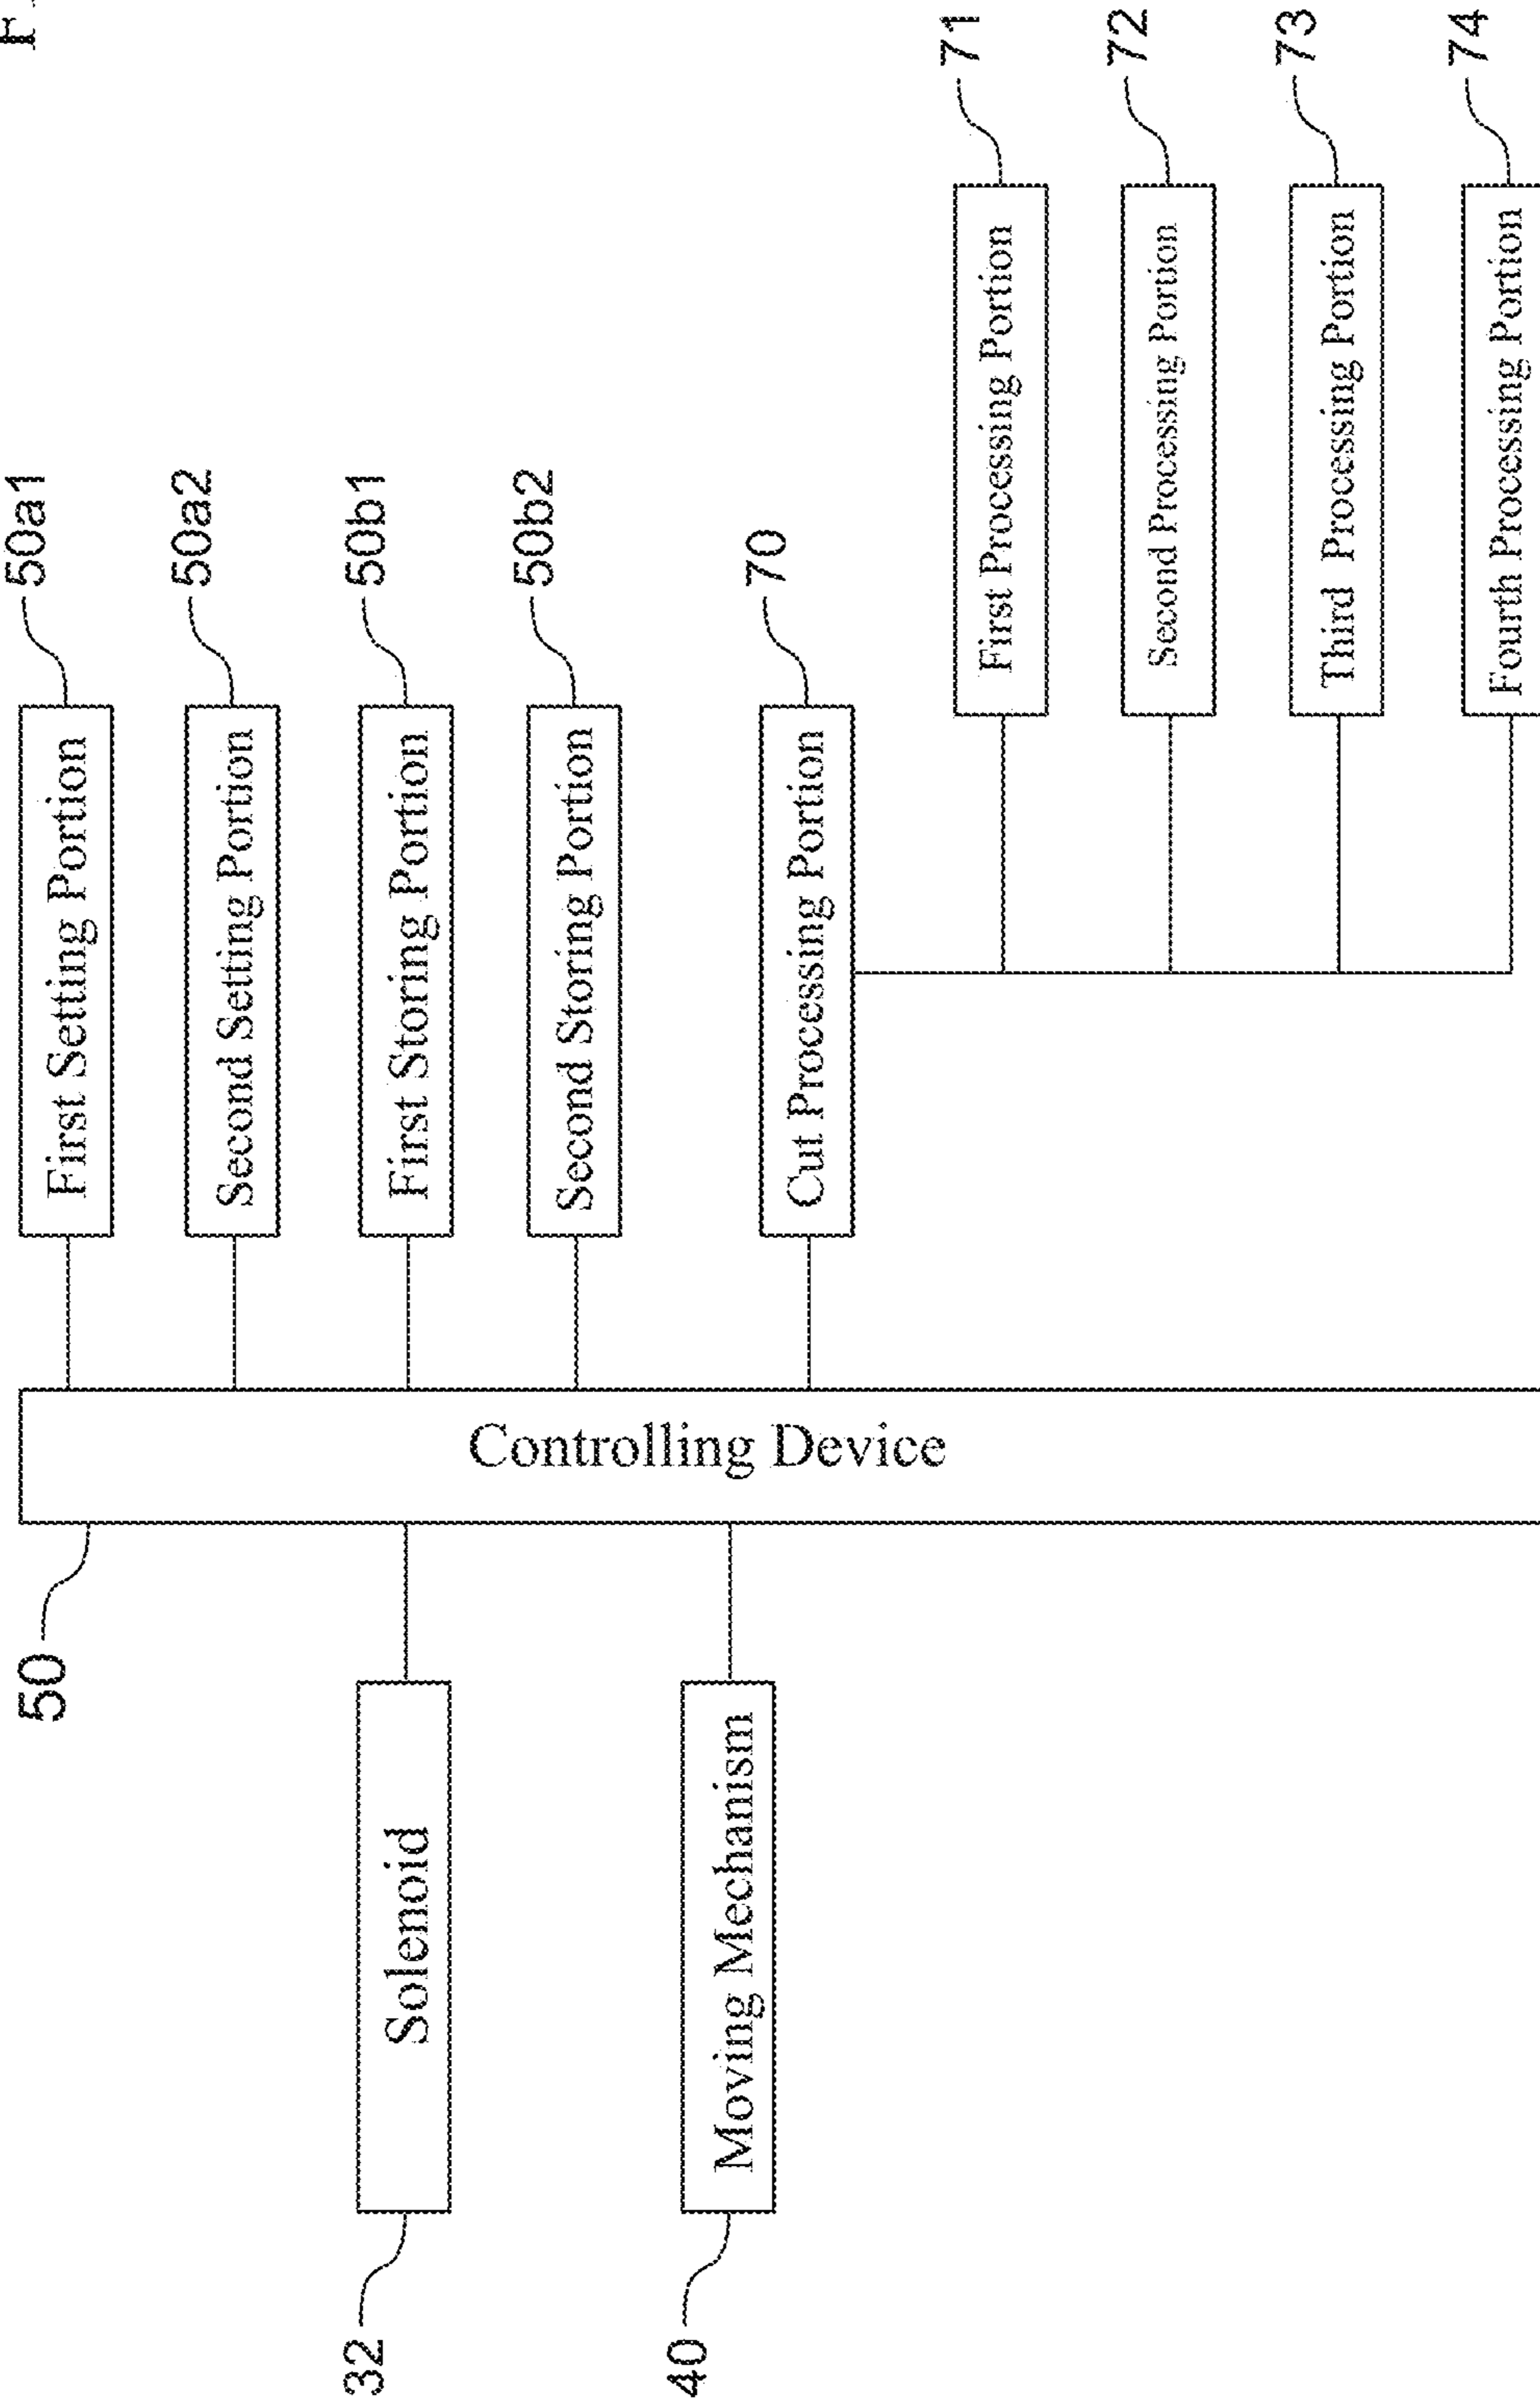 F
50
Controlling Device
32
Solenoid
40
Moving Mechanism
First Setting Portion
50a1
Second Setting Portion
50a2
First Storing Portion
50b1
Second Storing Portion
50b2
Cut Processing Portion
70
First Processing Portion
71
Second Processing Portion
72
Third Processing Portion
73
Fourth Processing Portion
74